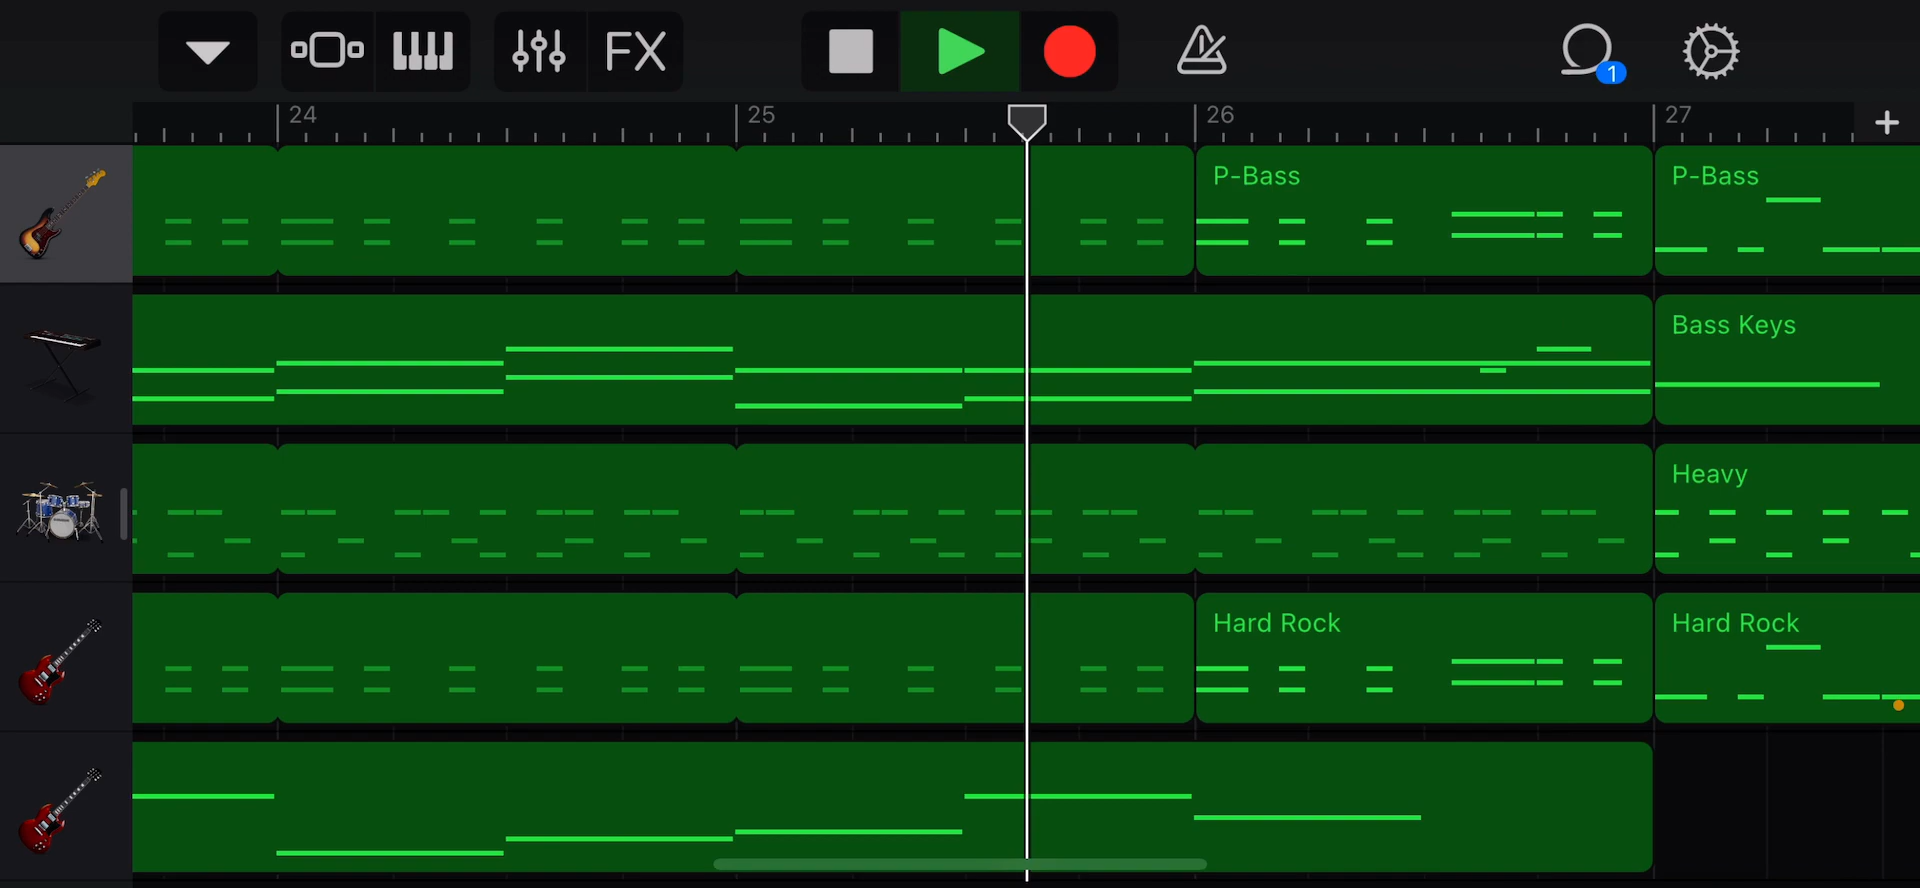 FX
1
24 25 26 27
P-Bass P-Bass
Bass Keys
Heavy
Hard Rock Hard Rock